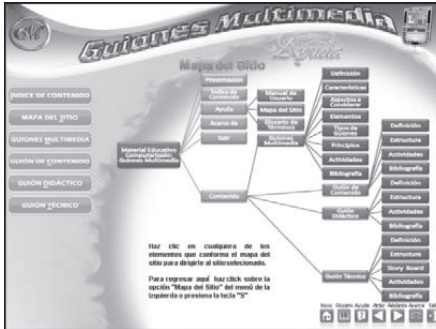 Guiones Multimedia
Ayuda
Mapa del Sitio
ÍNDICE DE CONTENIDO
MAPA DEL SITIO
GUIONES MULTIMEDIA
GUIÓN DE CONTENIDO
GUIÓN DIDÁCTICO
GUIÓN TÉCNICO
Material Educativo
Computarizado:
Guiones Multimedia
Presentación
Indice de
Contenido
Ayuda
Acerca de
Salir
Contenido
Manual de
Usuario
Mapa del Sitio
Glosario de
Términos
Guiones
Multimedia
Guión de
Contenido
Guión
Didáctico
Guión Técnico
Definición
Características
Aspectos a
Considerar
Elementos
Tipos de
Guiones
Principios
Actividades
Bibliografía
Definición
Estructura
Actividades
Bibliografía
Definición
Estructura
Actividades
Bibliografía
Definición
Estructura
Story Board
Actividades
Bibliografía
Haz clic en cualquiera de los
elementos que conforma el mapa del
sitio para dirigirte al sitio seleccionado.
Para regresar aquí haz click sobre la
opción "Mapa del Sitio" del menú de la
izquierda o presiona la tecla "S"
Inicio Glosario Ayuda Atrás Adelante Acerca